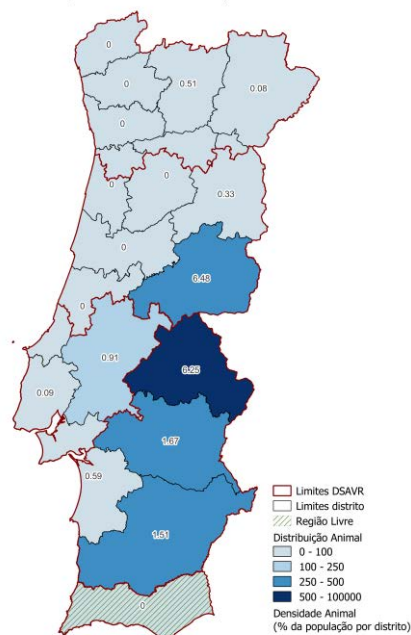 0
0.51
0.08
0
0
0
0
0.33
0
6.48
0
0.91
6.25
0.09
1.67
0.59
1.51
0
Limites DSAVR
Limites distrito
Região Livre
Distribuição Animal
0 - 100
100 - 250
250 - 500
500 - 100000
Densidade Animal
(% da população por distrito)